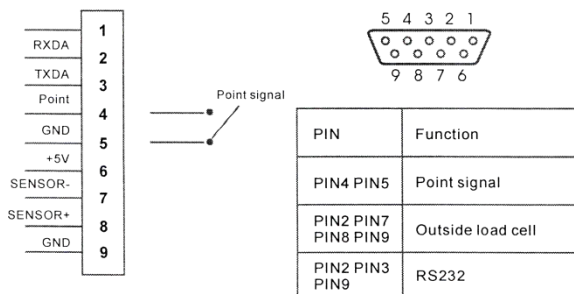 1
RXDA
2
TXDA
3
Point
4
GND
5
+5V
6
SENSOR-
7
SENSOR+
8
GND
9
Point signal
5 4 3 2 1
9 8 7 6
PIN Function
PIN4 PIN5 Point signal
PIN2 PIN7
PIN8 PIN9 Outside load cell
PIN2 PIN3
PIN9 RS232